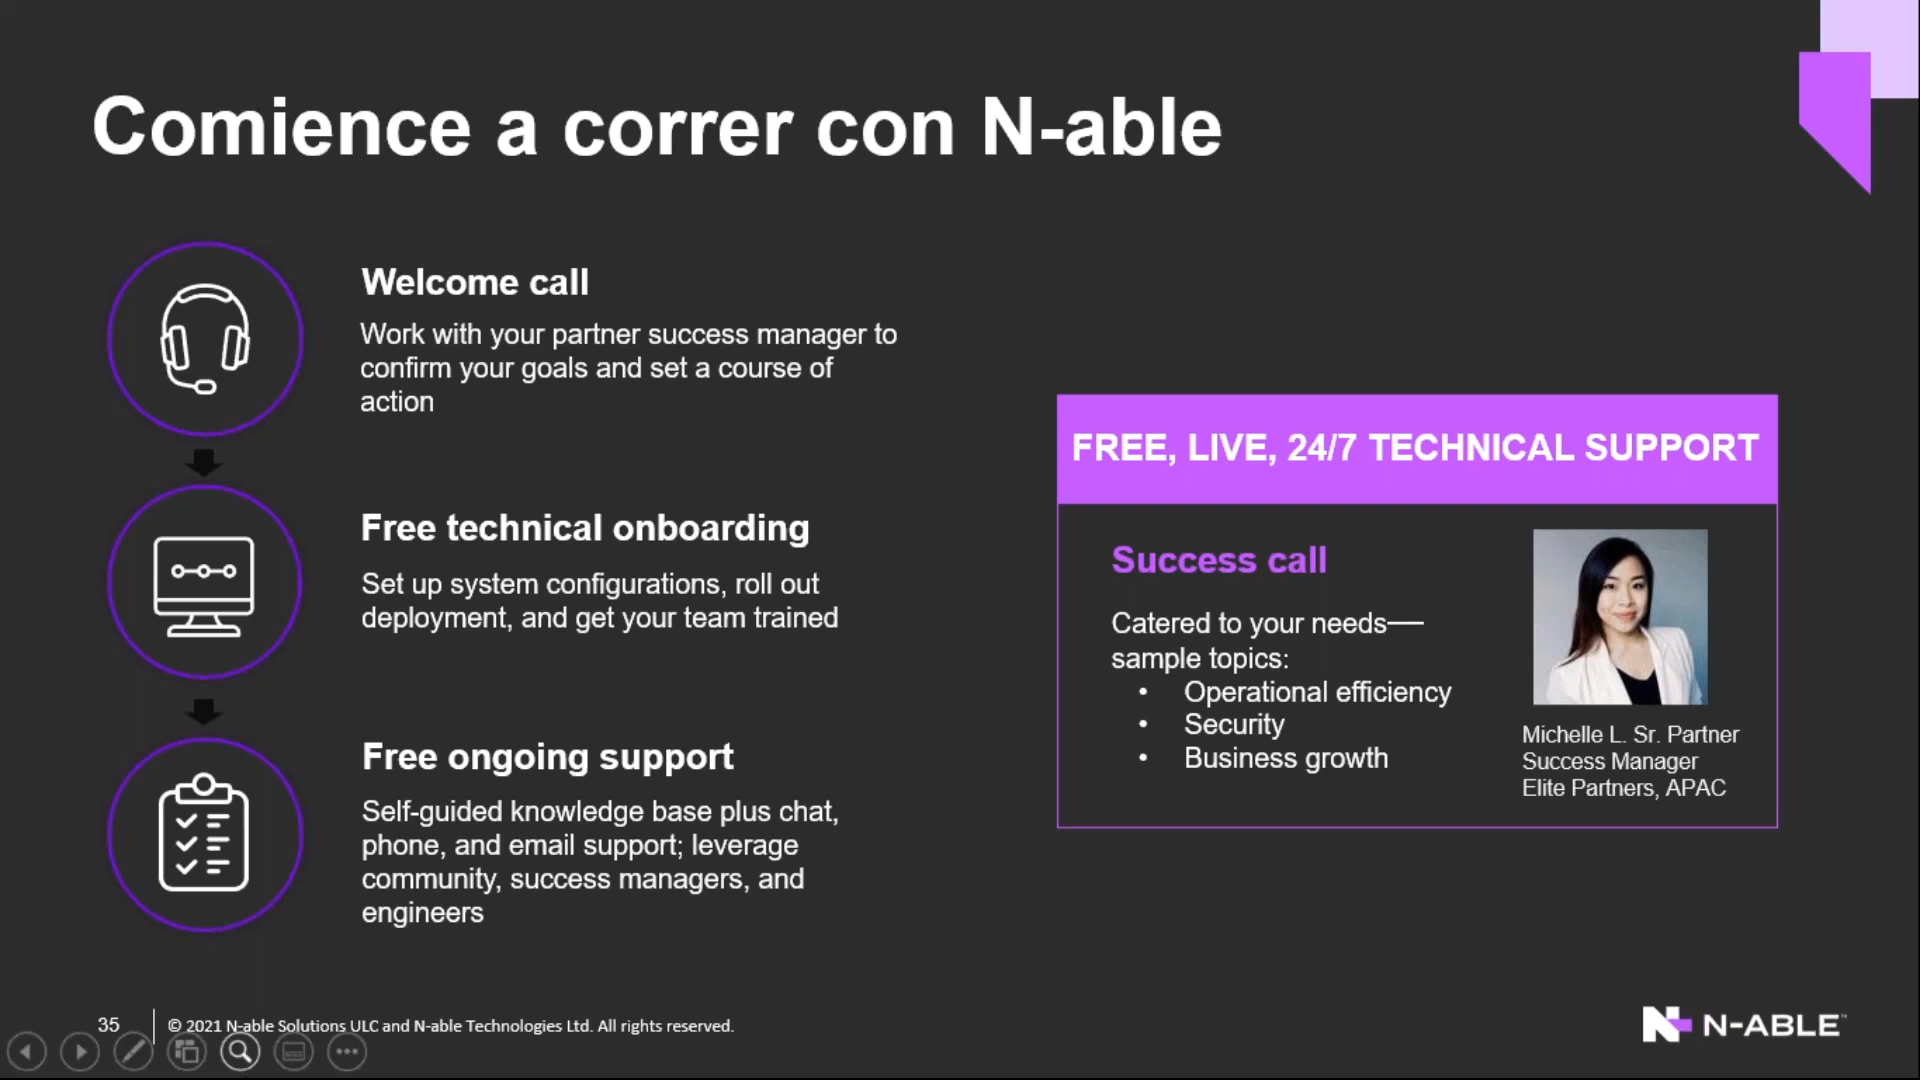 Comience a correr con N-able
Welcome call
Work with your partner success manager to
confirm your goals and set a course of
action
Free technical onboarding
Set up system configurations, roll out
deployment, and get your team trained
Free ongoing support
Self-guided knowledge base plus chat,
phone, and email support; leverage
community, success managers, and
engineers
FREE, LIVE, 24/7 TECHNICAL SUPPORT
Success call
Catered to your needs—
sample topics:
• Operational efficiency
• Security
• Business growth
Michelle L. Sr. Partner
Success Manager
Elite Partners, APAC
35
© 2021 N-able Solutions ULC and N-able Technologies Ltd. All rights reserved.
N-ABLE™